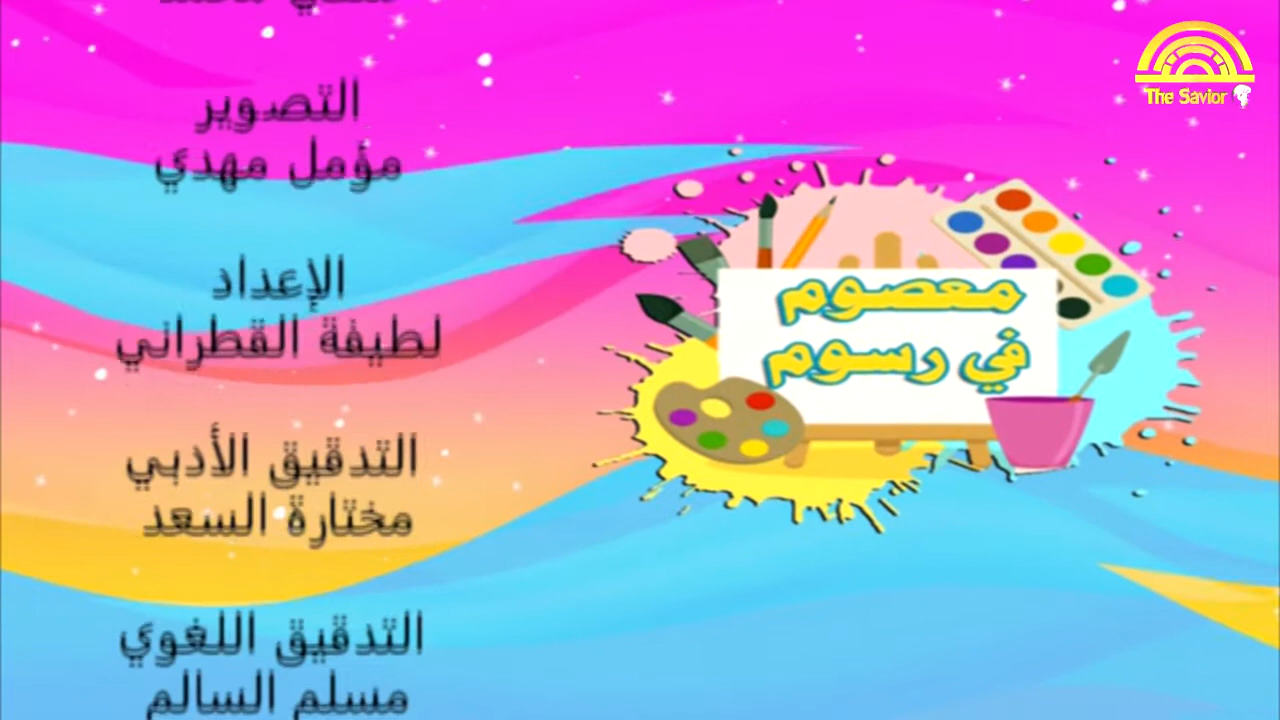 التصوير
مؤمل مهدي
الإعداد
لطيفة القطراني
التدقيق الأدبي
مختارة السعد
التدقيق اللغوي
مسلم السالم
معصوم
في رسوم
The Savior